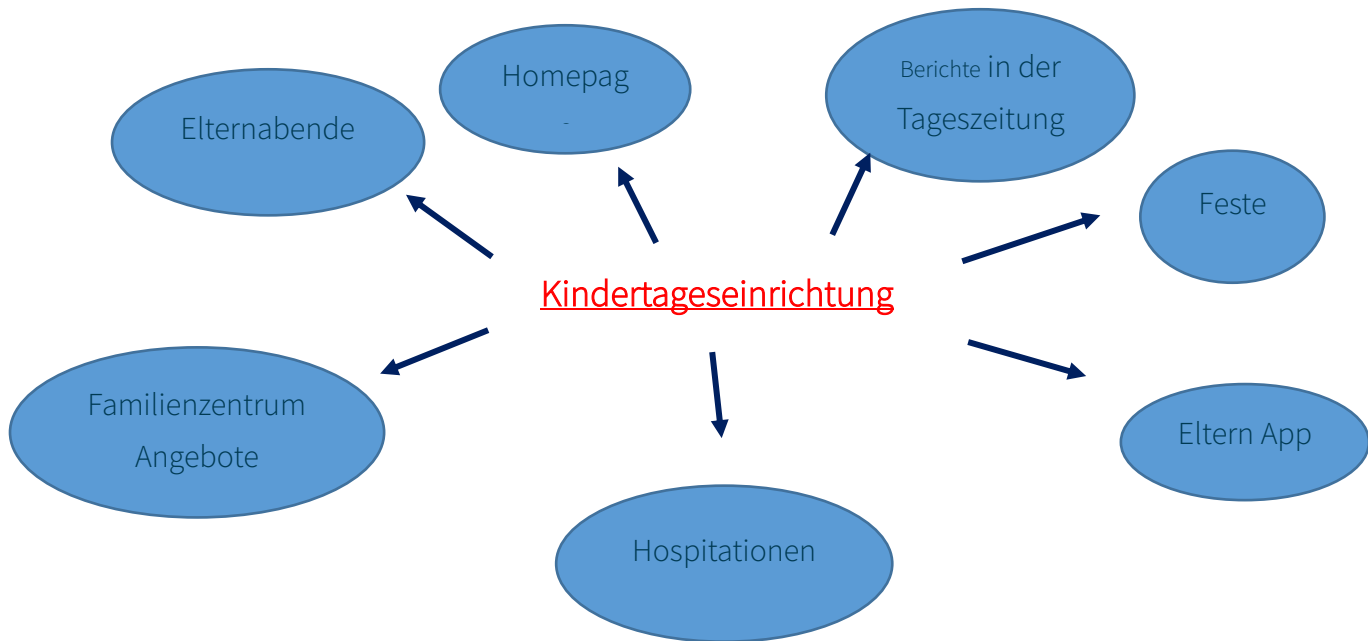 Homepag
Berichte in der
Tageszeitung
Elternabende
Feste
Kindertageseinrichtung
Familienzentrum
Angebote
Eltern App
Hospitationen